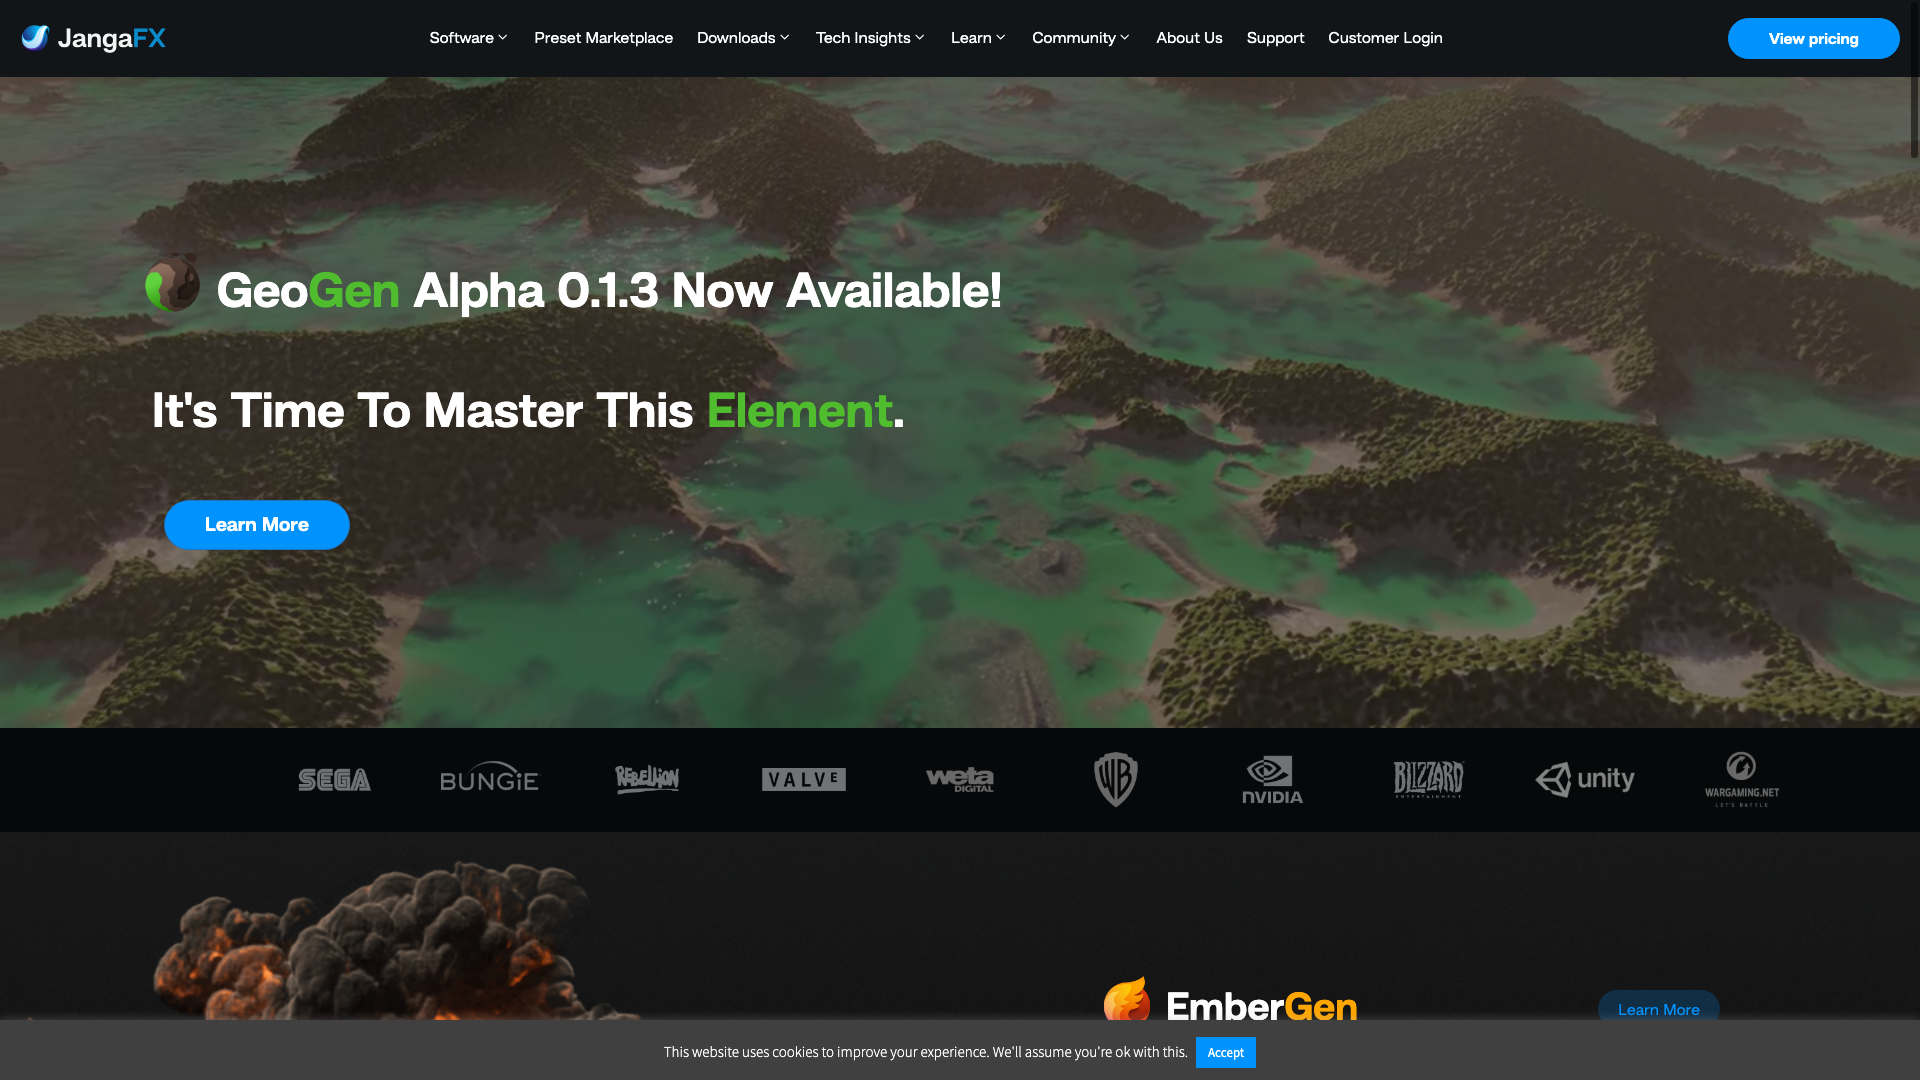 JangaFX
Software
Preset Marketplace
Downloads
Tech Insights
Learn
Community
About Us
Support
Customer Login
View pricing
GeoGen Alpha 0.1.3 Now Available!
It's Time To Master This Element.
Learn More
SEGA
BUNGiE
REBELLION
VALVE
weta
DIGITAL
WB
NVIDIA
BLIZZARD
ENTERTAINMENT
unity
WARGAMING.NET
LET'S BATTLE
EmberGen
Learn More
This website uses cookies to improve your experience. We'll assume you're ok with this.
Accept